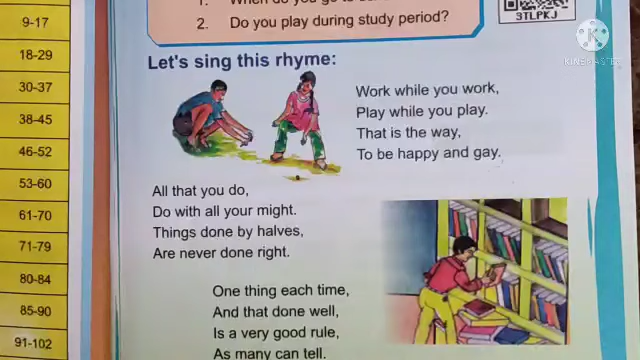 9-17
18-29
30-37
38-45
46-52
53-60
61-70
71-79
80-84
85-90
91-102
2. Do you play during study period?
3TLPKJ
KINEMASTER
Let's sing this rhyme:
Work while you work,
Play while you play.
That is the way,
To be happy and gay.
All that you do,
Do with all your might.
Things done by halves,
Are never done right.
One thing each time,
And that done well,
Is a very good rule,
As many can tell.